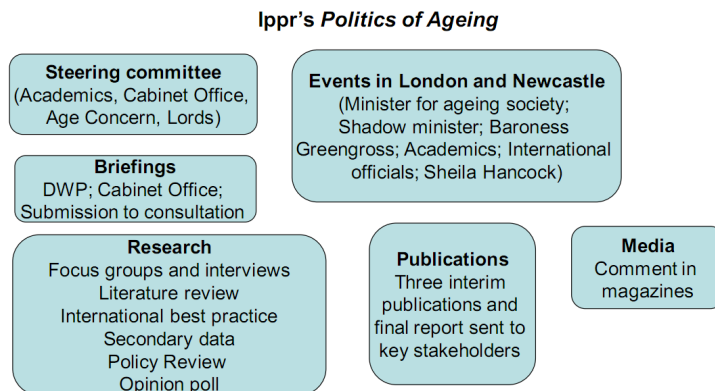 Ippr's Politics of Ageing
Steering committee
(Academics, Cabinet Office,
Age Concern, Lords)
Events in London and Newcastle
(Minister for ageing society;
Shadow minister; Baroness
Greengross; Academics; International
officials; Sheila Hancock)
Briefings
DWP; Cabinet Office;
Submission to consultation
Research
Focus groups and interviews
Literature review
International best practice
Secondary data
Policy Review
Opinion poll
Publications
Three interim
publications and
final report sent to
key stakeholders
Media
Comment in
magazines